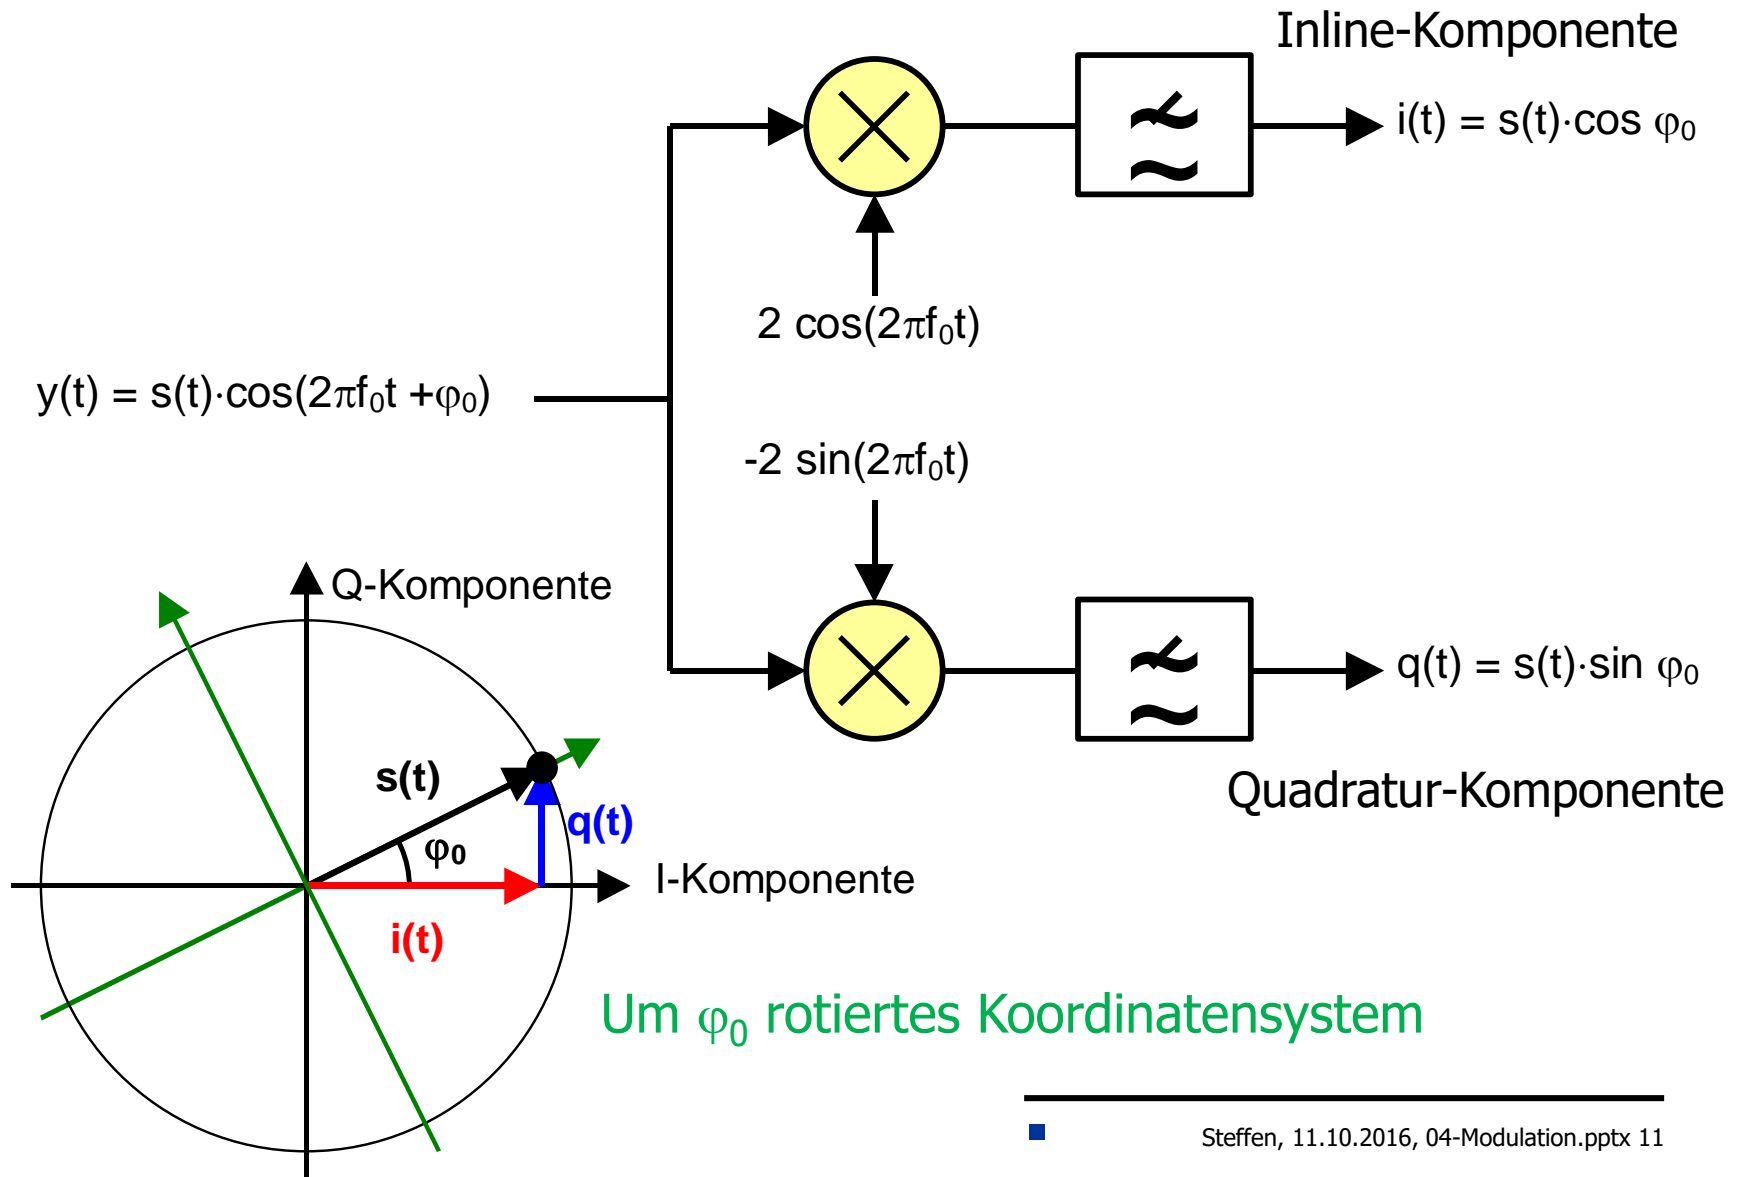 Inline-Komponente
i(t) = s(t)·cos φ₀
2 cos(2πf₀t)
y(t) = s(t)·cos(2πf₀t +φ₀)
-2 sin(2πf₀t)
Q-Komponente
q(t) = s(t)·sin φ₀
s(t)
Quadratur-Komponente
q(t)
φ₀
I-Komponente
i(t)
Um φ₀ rotiertes Koordinatensystem
Steffen, 11.10.2016, 04-Modulation.pptx 11